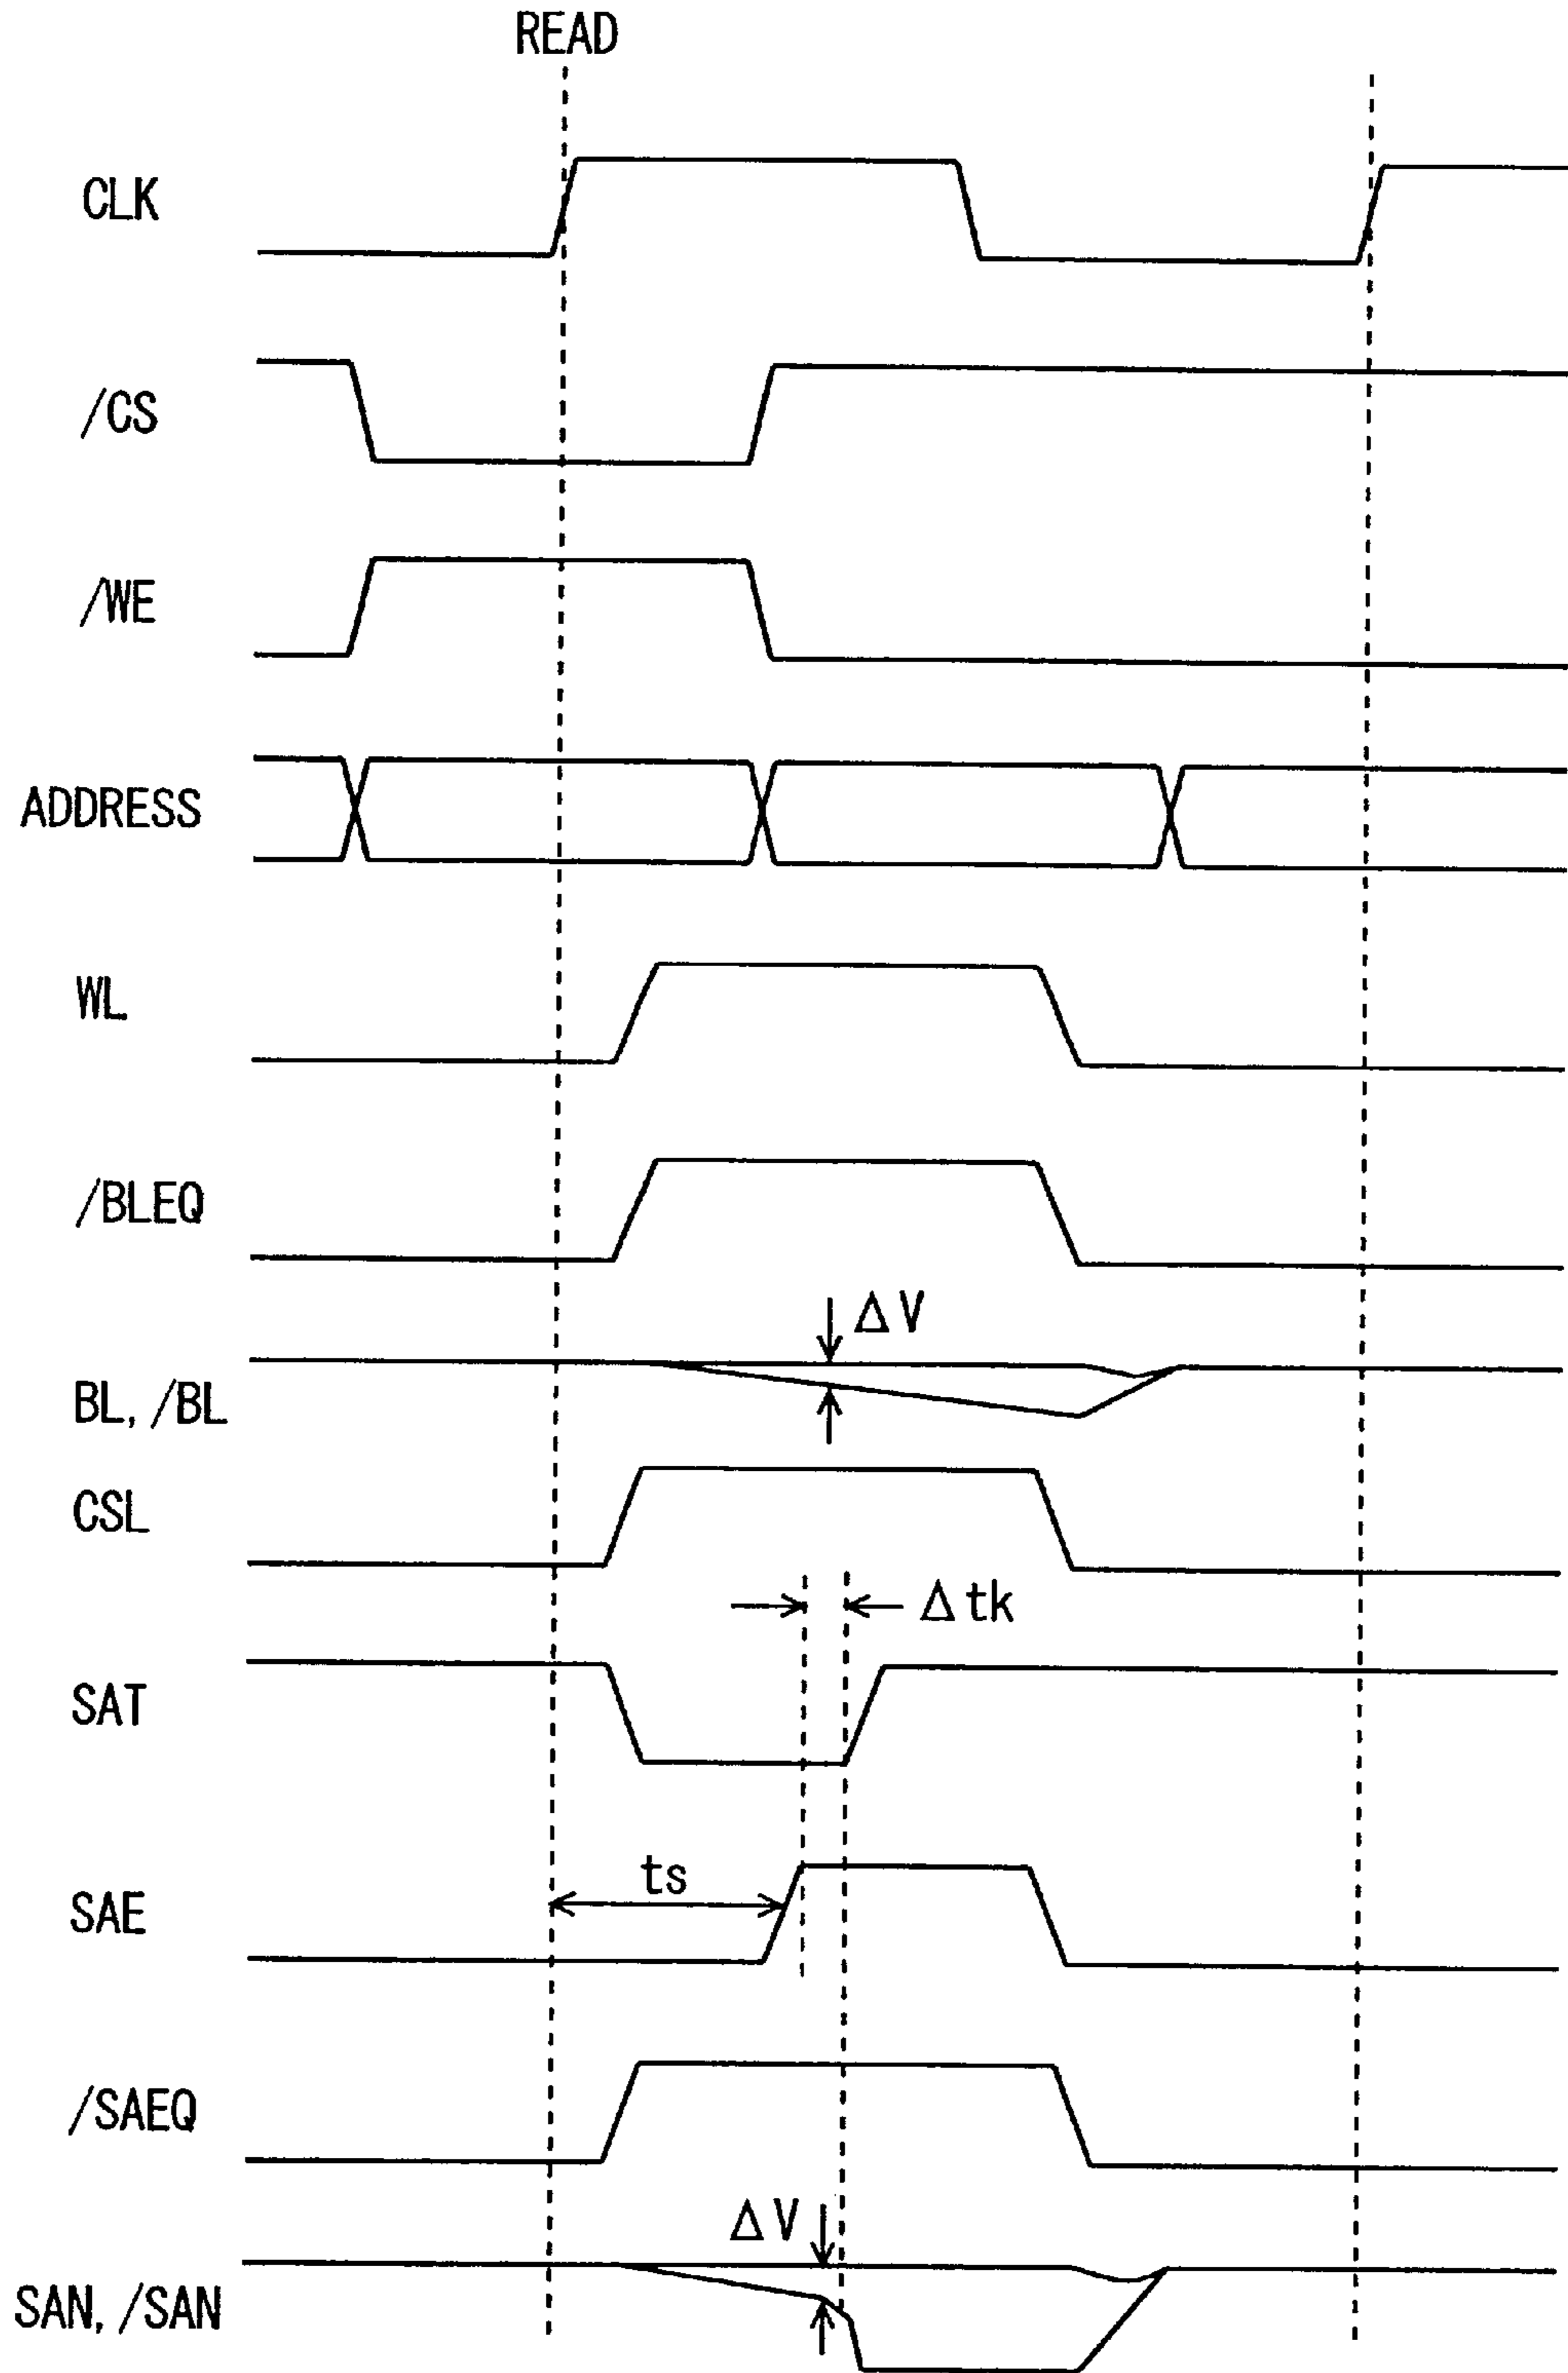 READ
CLK
/CS
/WE
ADDRESS
WL
/BLEQ
ΔV
BL, /BL
CSL
Δtk
SAT
ts
SAE
/SAEQ
ΔV
SAN, /SAN